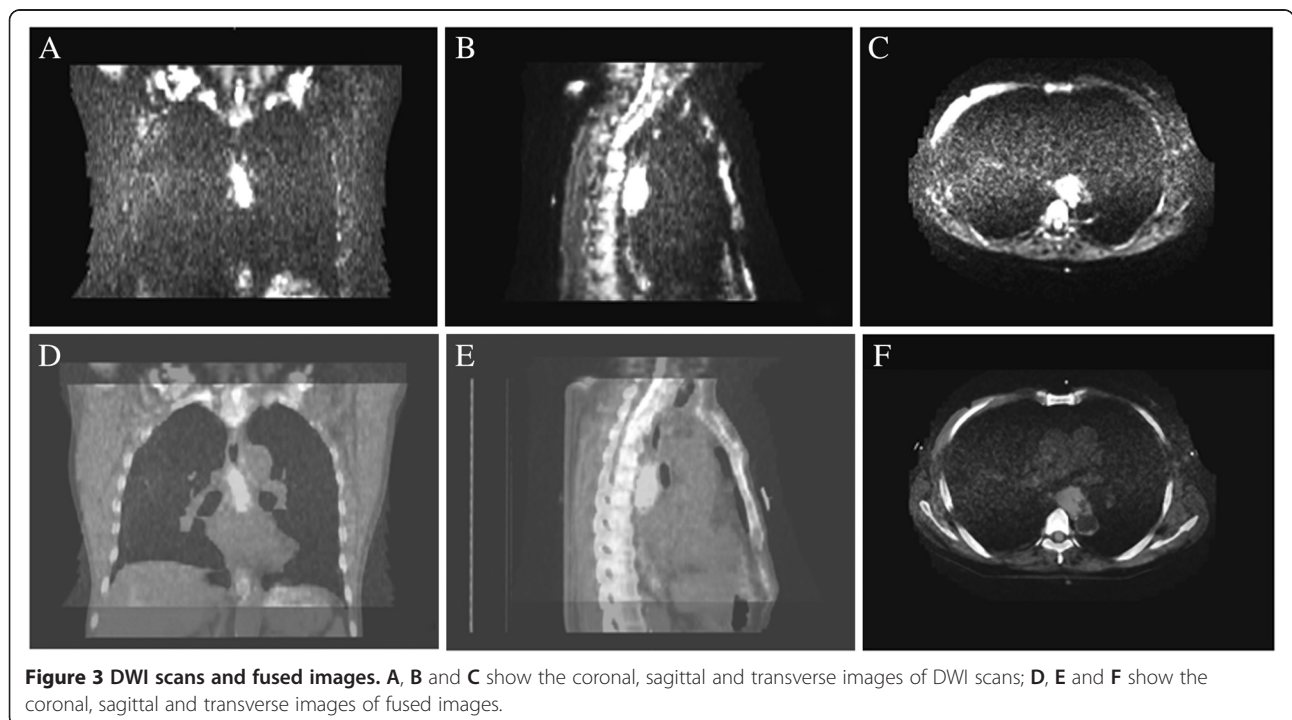 A
B
C
D
E
F
Figure 3 DWI scans and fused images. A, B and C show the coronal, sagittal and transverse images of DWI scans; D, E and F show the
coronal, sagittal and transverse images of fused images.